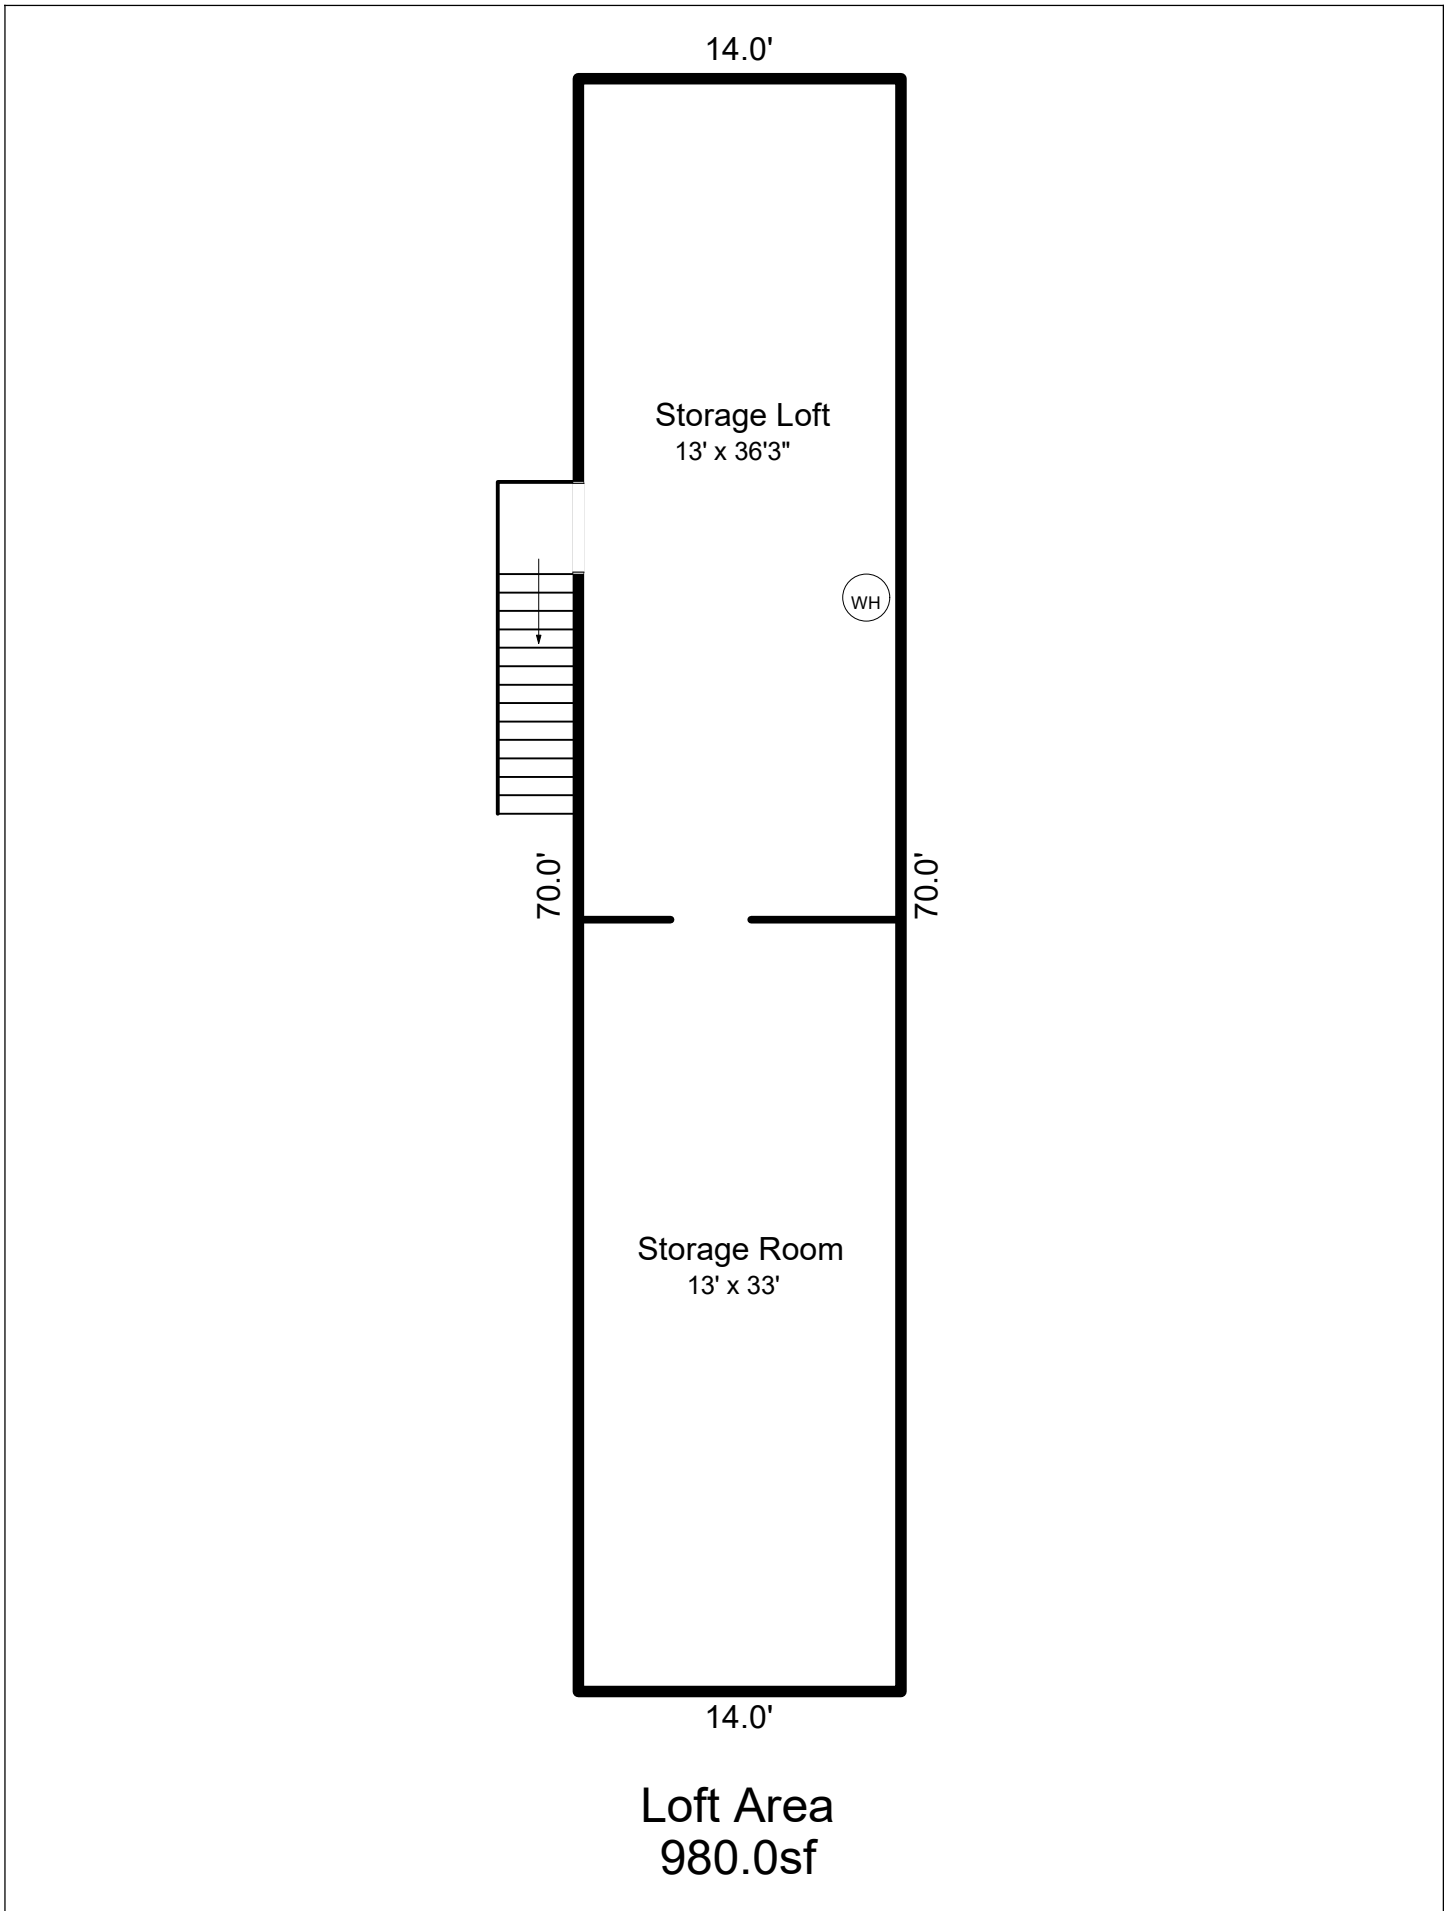 14.0'
Storage Loft
13' x 36'3"
WH
70.0'
70.0'
Storage Room
13' x 33'
14.0'
Loft Area
980.0sf